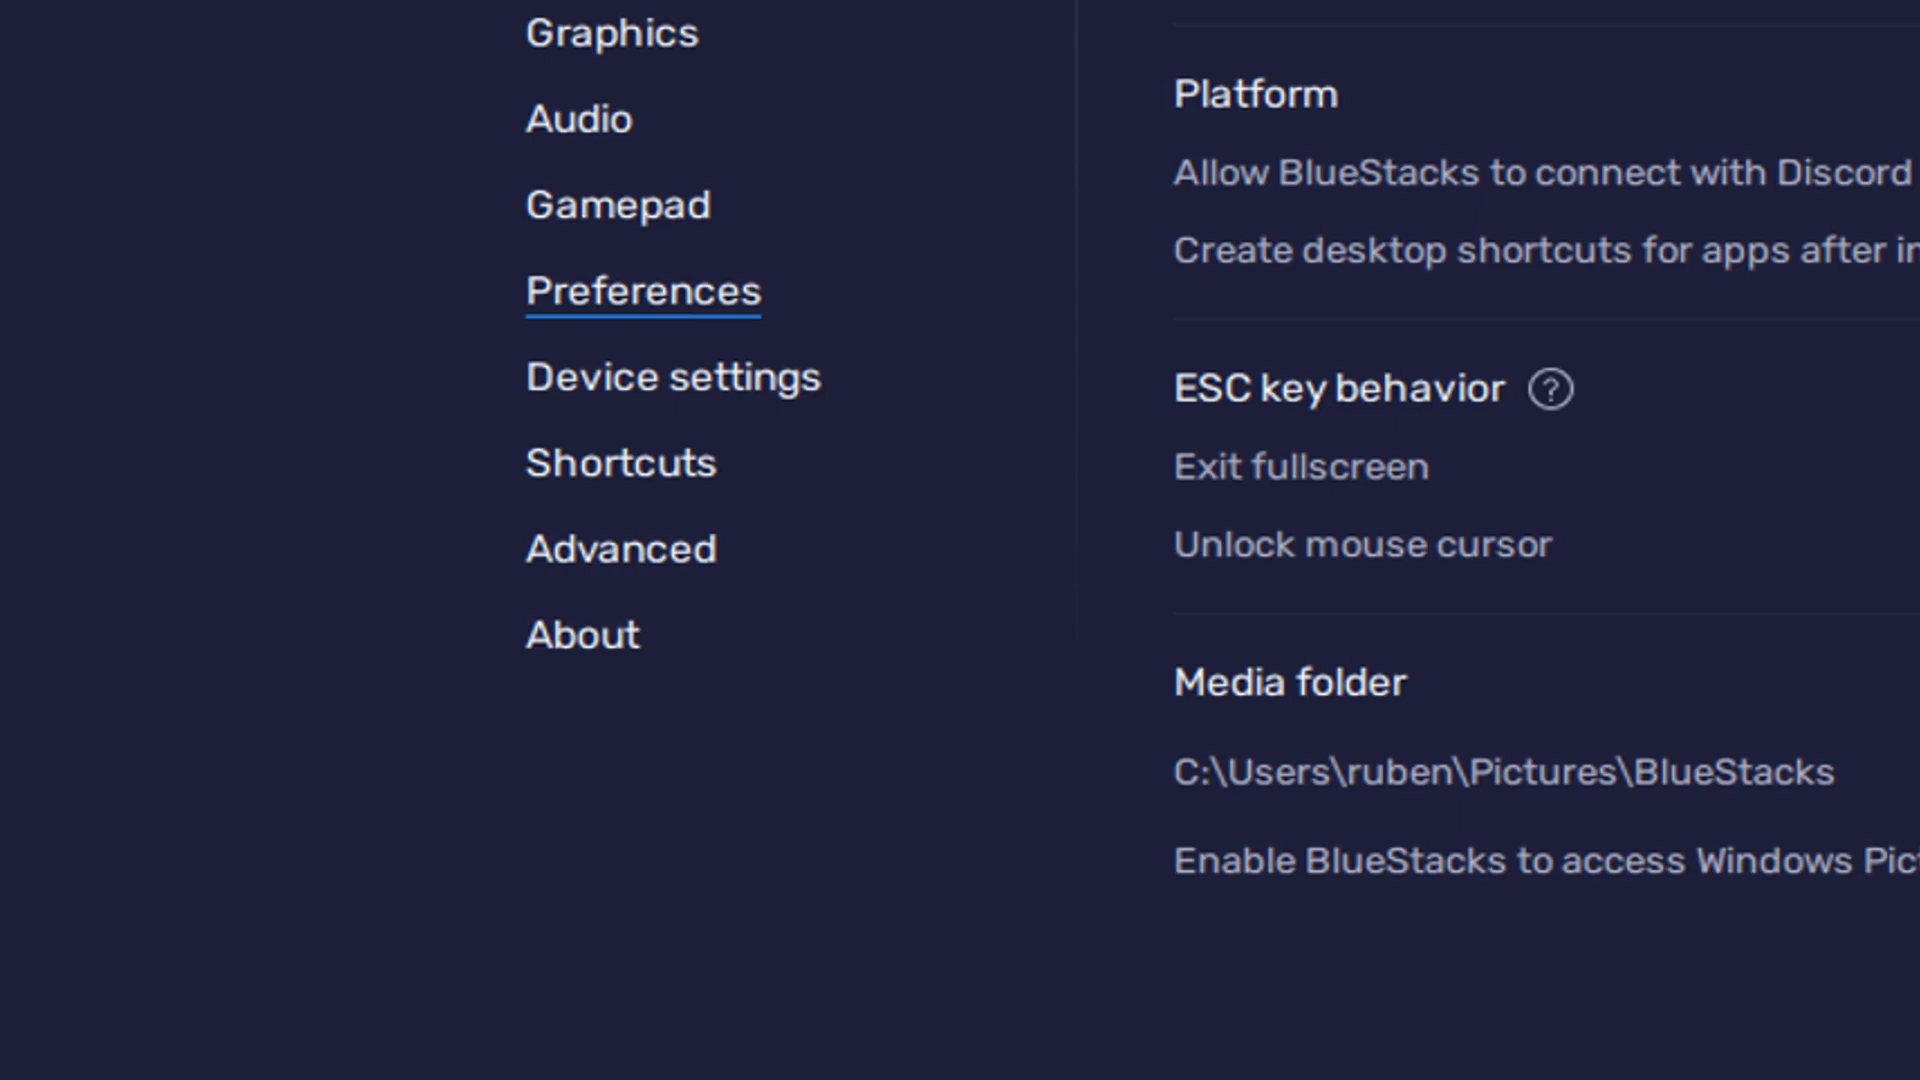 Graphics
Audio
Gamepad
Preferences
Device settings
Shortcuts
Advanced
About
Platform
Allow BlueStacks to connect with Discord
Create desktop shortcuts for apps after
ESC key behavior ?
Exit fullscreen
Unlock mouse cursor
Media folder
C:\Users\ruben\Pictures\BlueStacks
Enable BlueStacks to access Windows